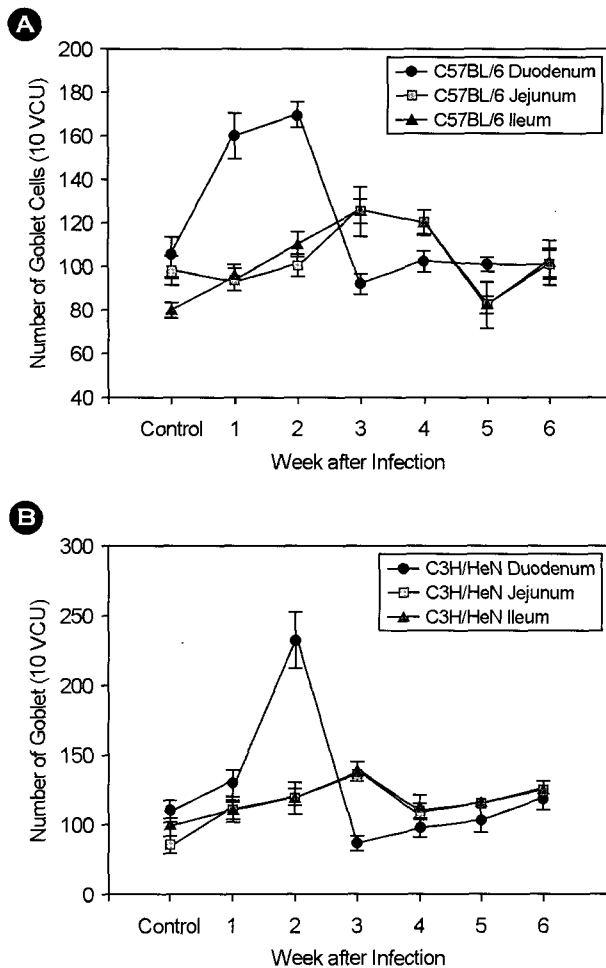 A
200
180
160
140
120
100
80
60
40
Number of Goblet Cells (10 VCU)
C57BL/6 Duodenum
C57BL/6 Jejunum
C57BL/6 Ileum
Control 1 2 3 4 5 6
Week after Infection
B
300
250
200
150
100
0
Number of Goblet (10 VCU)
C3H/HeN Duodenum
C3H/HeN Jejunum
C3H/HeN Ileum
Control 1 2 3 4 5 6
Week after Infection